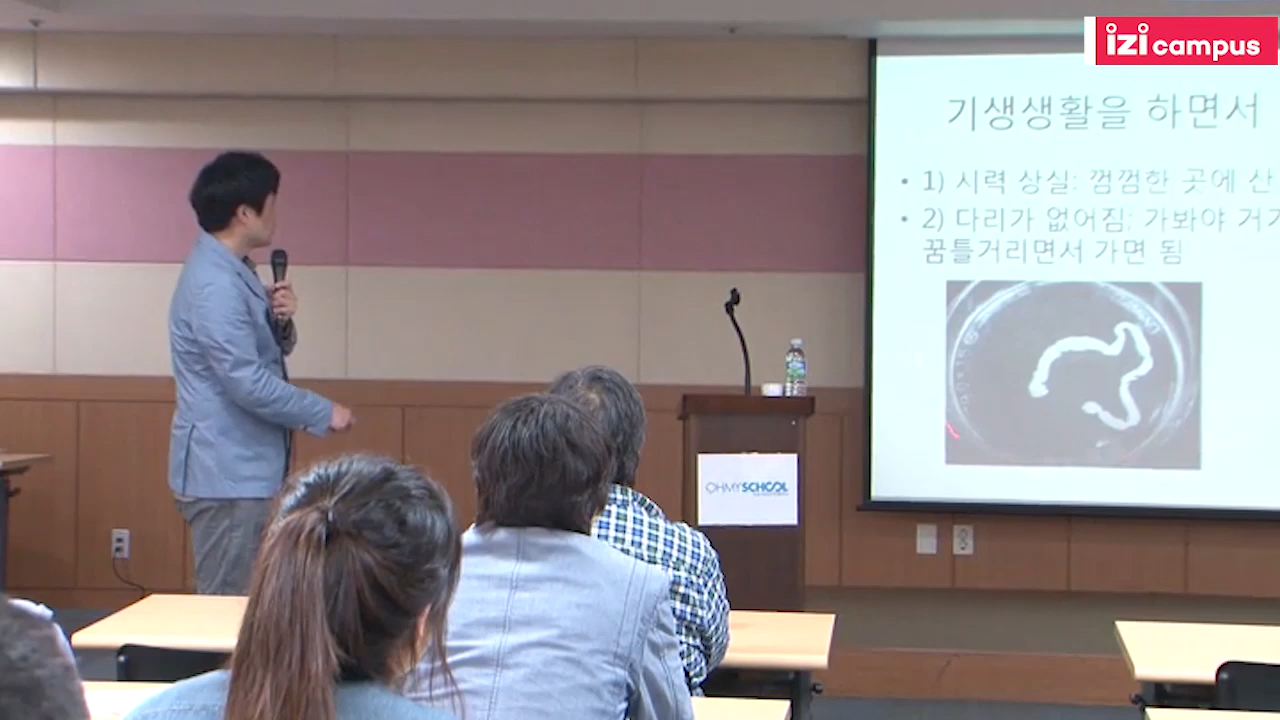 izi campus
기생생활을 하면서
• 1) 시력 상실: 껌껌한 곳에 산
• 2) 다리가 없어짐; 가봐야 거기
꿈틀거리면서 가면 됨
OHMYSCHOOL